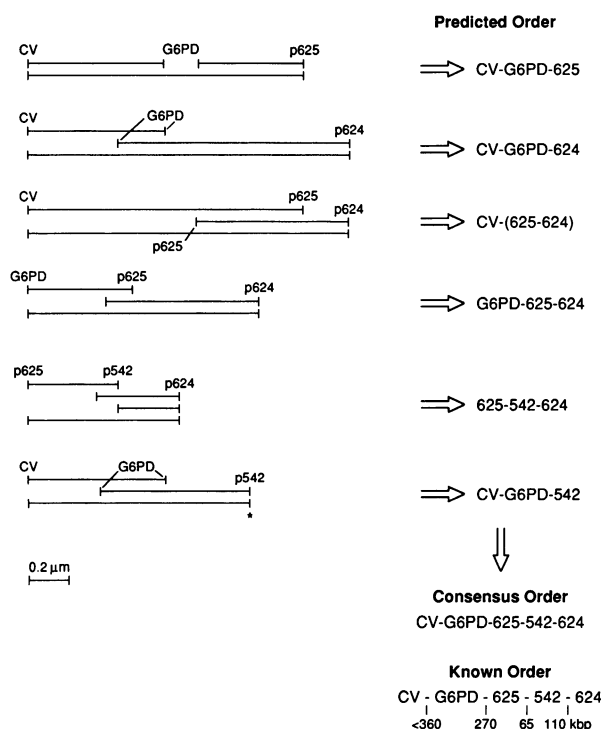 Predicted Order
CV G6PD p625
CV-G6PD-625
CV G6PD p624
CV-G6PD-624
CV p625 p624
p625
CV-(625-624)
G6PD p625 p624
G6PD-625-624
p625 p542 p624
625-542-624
CV G6PD p542
*
CV-G6PD-542
0.2 μm
Consensus Order
CV-G6PD-625-542-624
Known Order
CV - G6PD - 625 - 542 - 624
<360 270 65 110 kbp